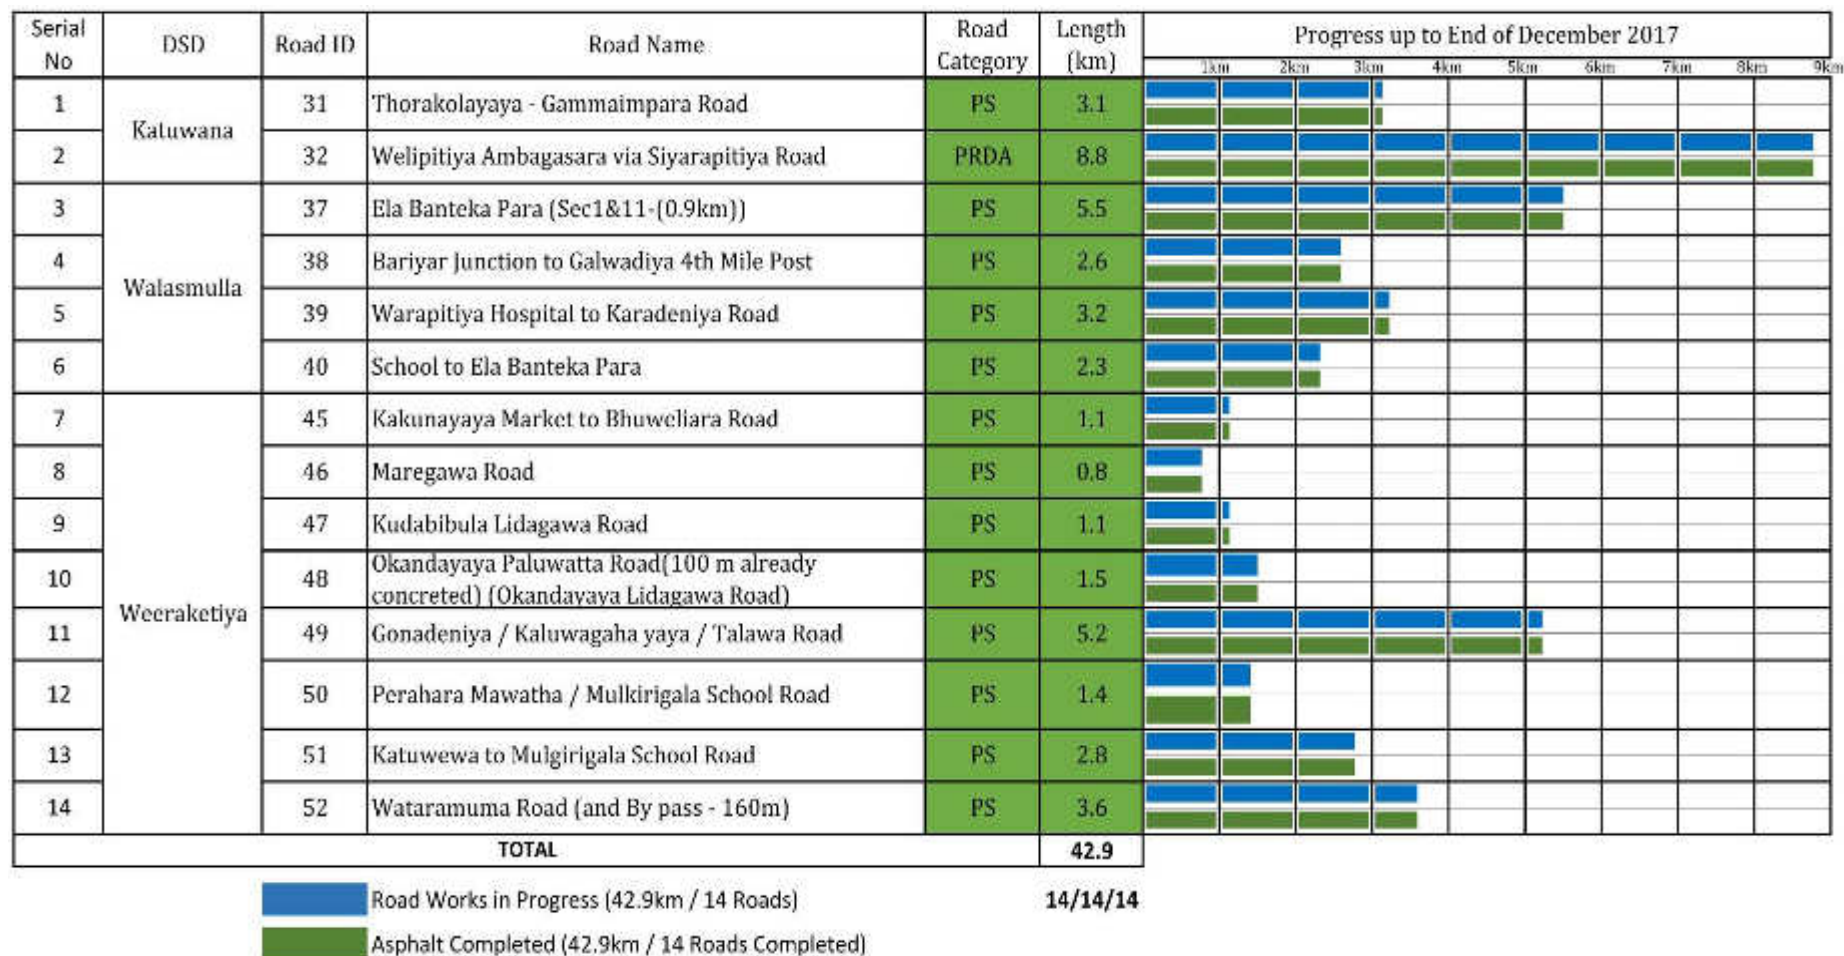 Serial No
DSD
Road ID
Road Name
Road Category
Length (km)
Progress up to End of December 2017
1km 2km 3km 4km 5km 6km 7km 8km 9km
Katuwana
1 31 Thorakolayaya - Gammaimpara Road PS 3.1
2 32 Welipitiya Ambagasara via Siyarapitiya Road PRDA 8.8
Walasmulla
3 37 Ela Banteka Para (Sec1&11-(0.9km)) PS 5.5
4 38 Bariyar Junction to Galwadiya 4th Mile Post PS 2.6
5 39 Warapitiya Hospital to Karadeniya Road PS 3.2
6 40 School to Ela Banteka Para PS 2.3
Weeraketiya
7 45 Kakunayaya Market to Bhuweliara Road PS 1.1
8 46 Maregawa Road PS 0.8
9 47 Kudabibula Lidagawa Road PS 1.1
10 48 Okandayaya Paluwatta Road(100 m already
concreted) (Okandayaya Lidagawa Road) PS 1.5
11 49 Gonadeniya / Kaluwagaha yaya / Talawa Road PS 5.2
12 50 Perahara Mawatha / Mulkirigala School Road PS 1.4
13 51 Katuwewa to Mulgirigala School Road PS 2.8
14 52 Wataramuma Road (and By pass - 160m) PS 3.6
TOTAL 42.9
Road Works in Progress (42.9km / 14 Roads) 14/14/14
Asphalt Completed (42.9km / 14 Roads Completed)